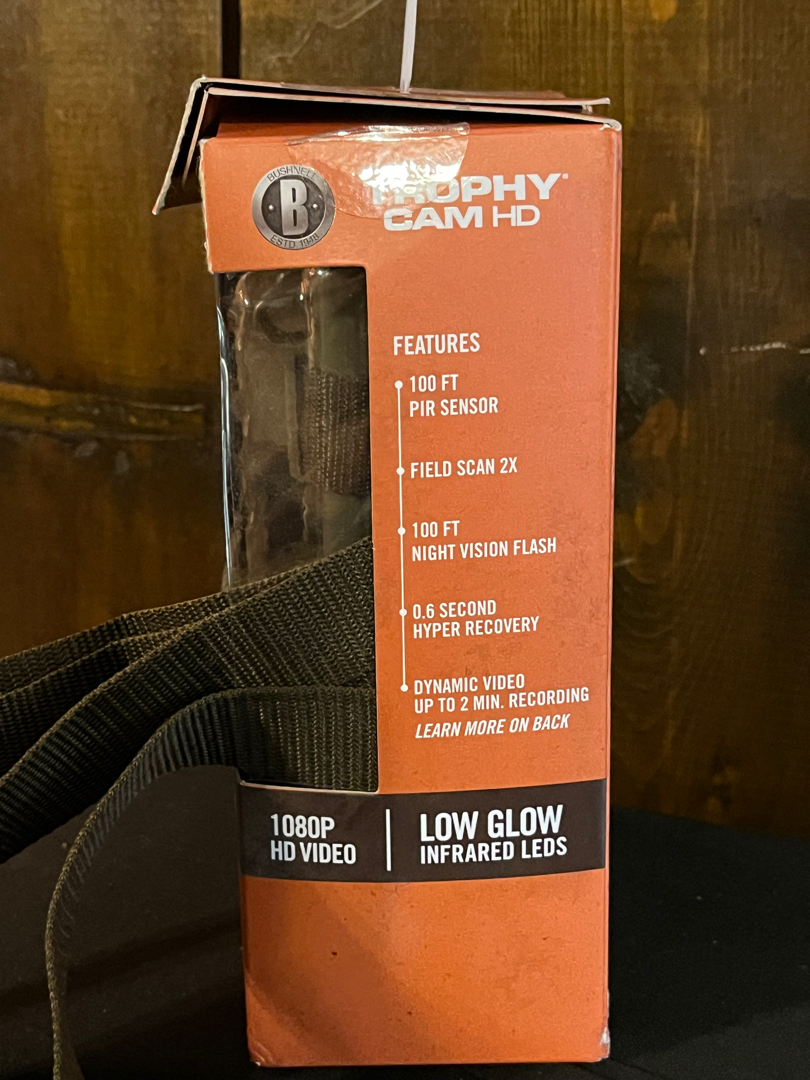 BUSHNELL
B
ESTD 1948
TROPHY®
CAM HD
FEATURES
100 FT
PIR SENSOR
FIELD SCAN 2X
100 FT
NIGHT VISION FLASH
0.6 SECOND
HYPER RECOVERY
DYNAMIC VIDEO
UP TO 2 MIN. RECORDING
LEARN MORE ON BACK
1080P
HD VIDEO
LOW GLOW
INFRARED LEDS